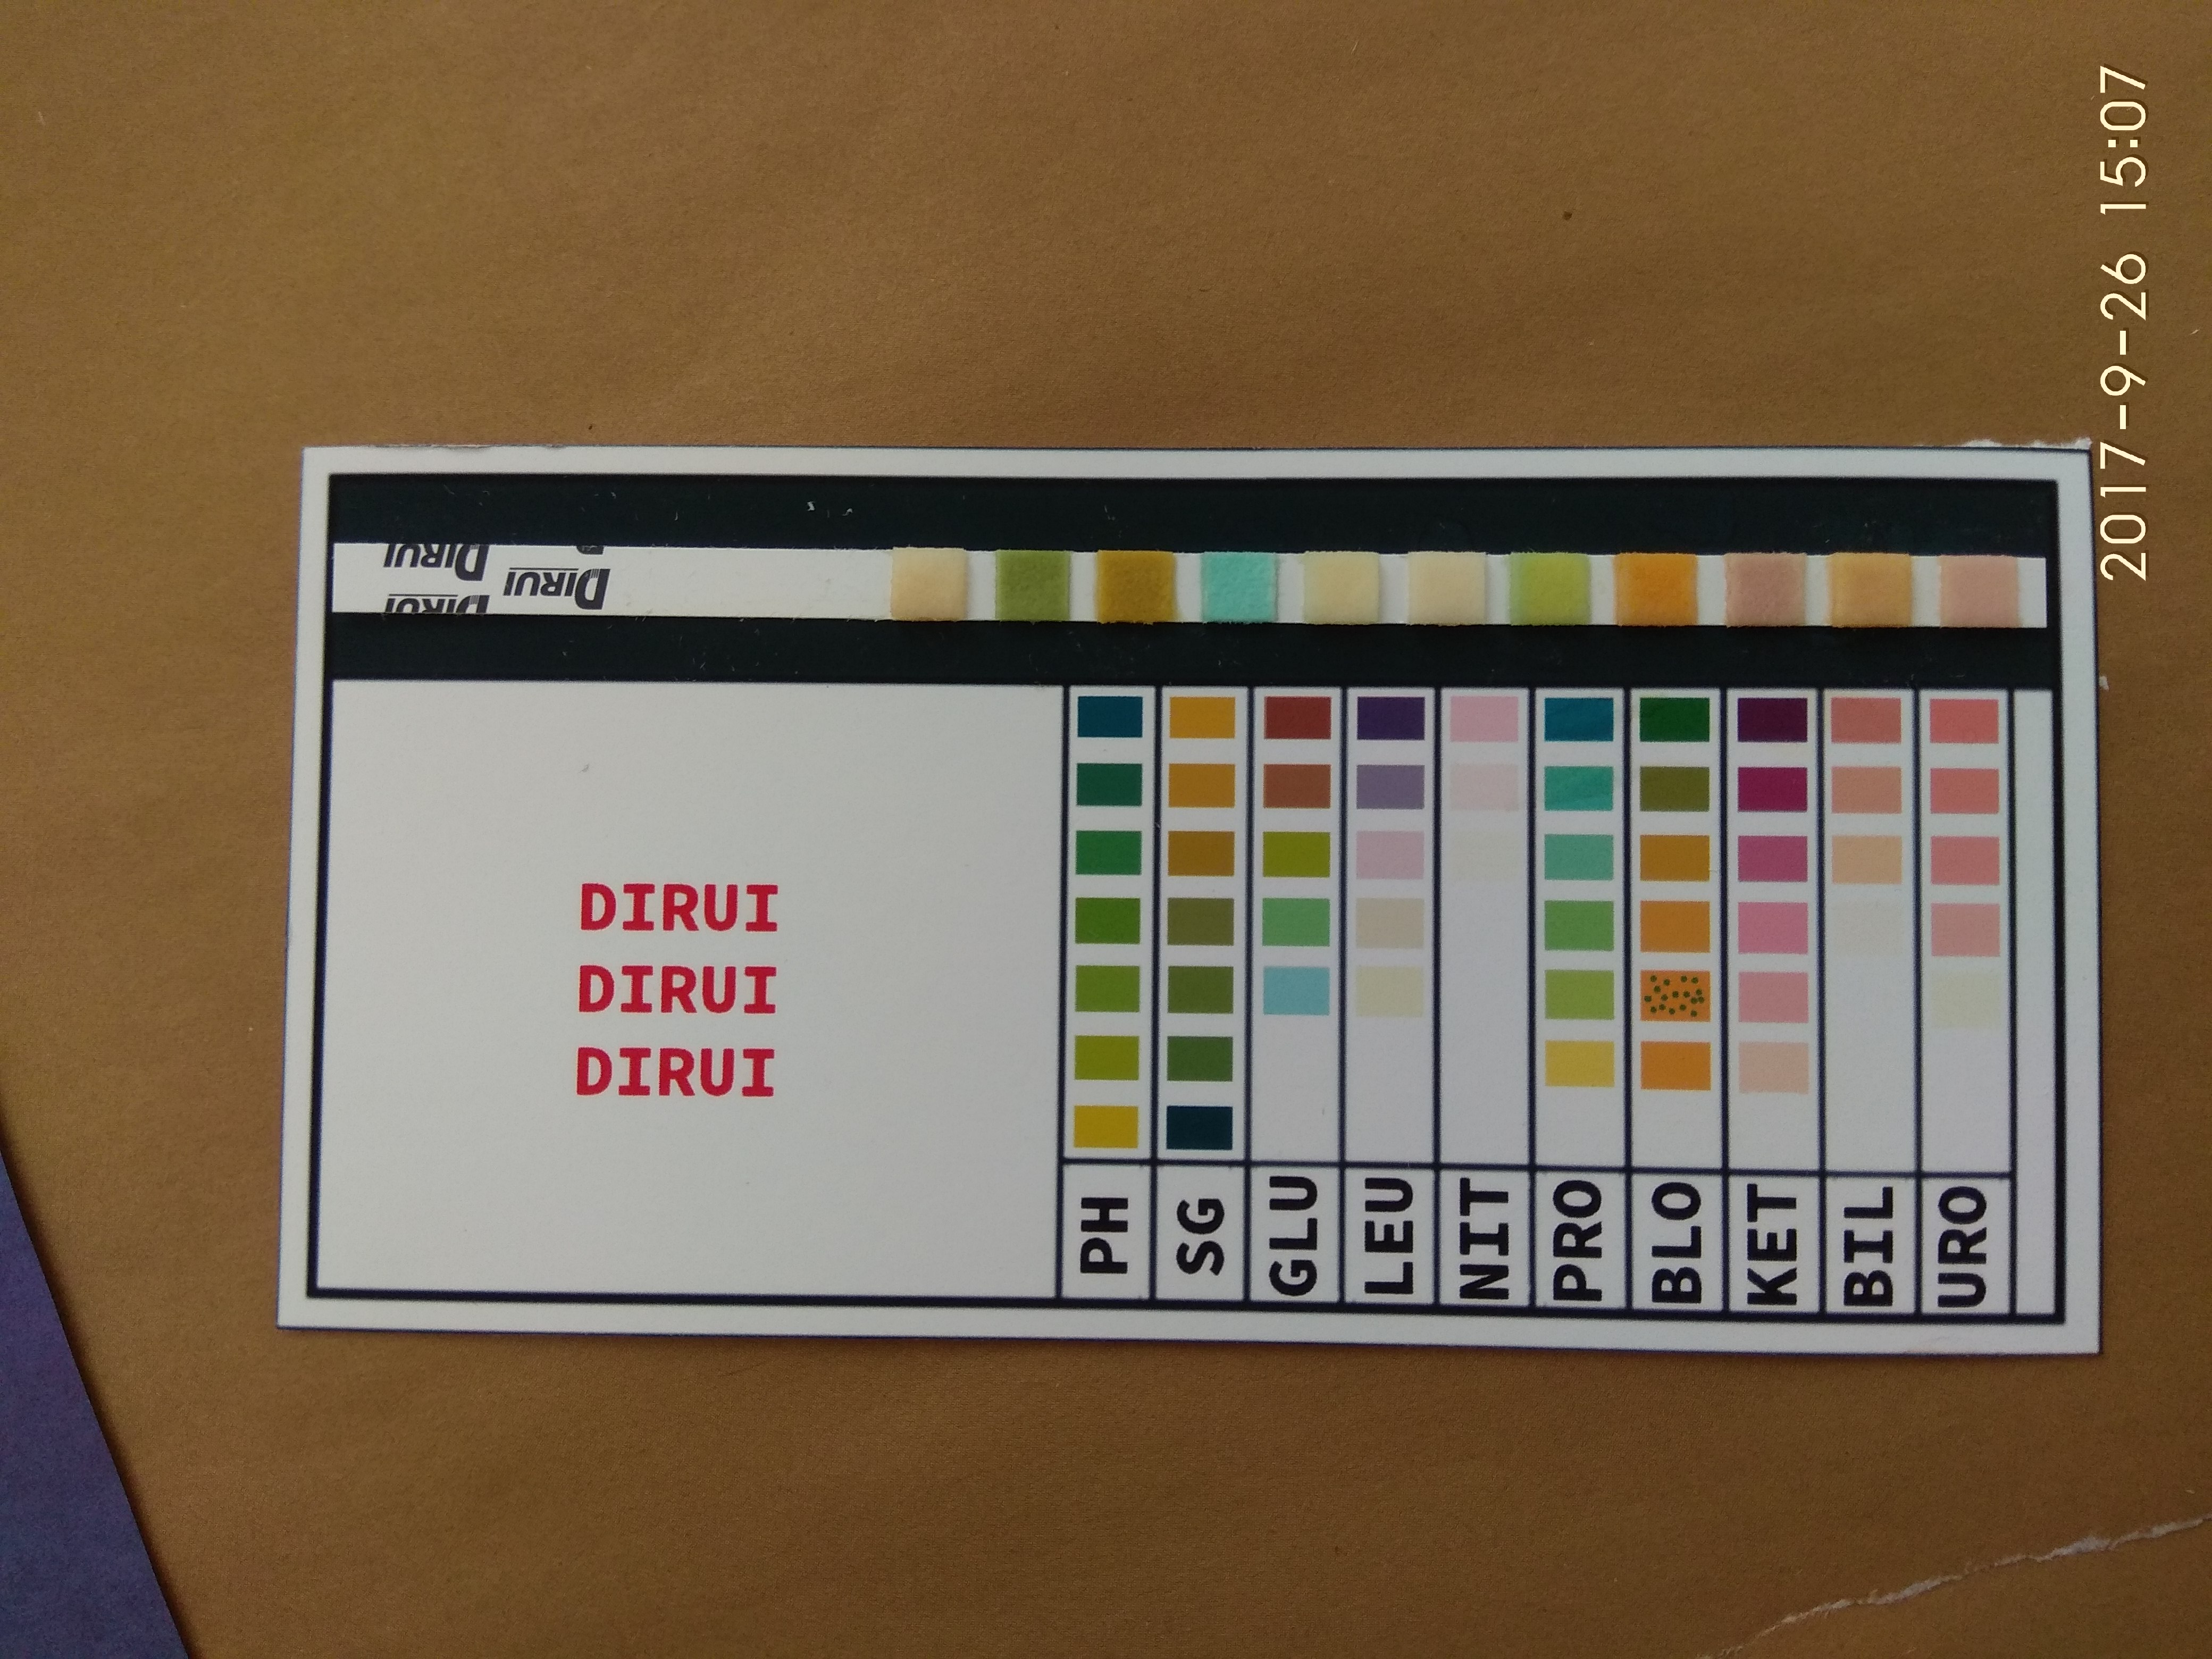 2017-9-26 15:07
DIRUI
DIRUI
DIRUI
DIRUI
DIRUI
DIRUI
PH
SG
GLU
LEU
NIT
PRO
BLO
KET
BIL
URO